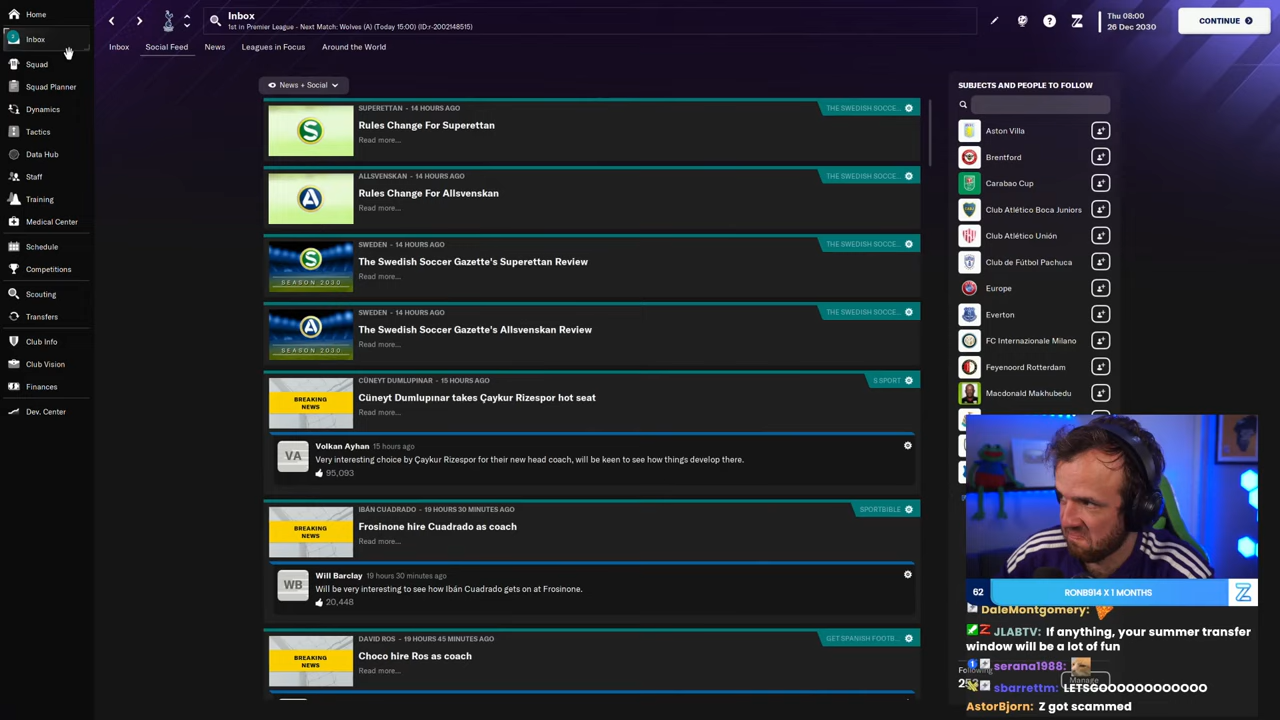 Home
Inbox
Squad
Squad Planner
Dynamics
Tactics
Data Hub
Staff
Training
Medical Center
Schedule
Competitions
Scouting
Transfers
Club Info
Club Vision
Finances
Dev. Center
Inbox
1st in Premier League - Next Match: Wolves (A) (Today 15:00) (ID:r-2002148515)
Thu 08:00
26 Dec 2030
CONTINUE
Inbox
Social Feed
News
Leagues in Focus
Around the World
News + Social
SUPERETTAN - 14 HOURS AGO
THE SWEDISH SOCCE...
Rules Change For Superettan
Read more...
ALLSVENSKAN - 14 HOURS AGO
THE SWEDISH SOCCE...
Rules Change For Allsvenskan
Read more...
SWEDEN - 14 HOURS AGO
THE SWEDISH SOCCE...
The Swedish Soccer Gazette's Superettan Review
Read more...
SEASON 2030
SWEDEN - 14 HOURS AGO
THE SWEDISH SOCCE...
The Swedish Soccer Gazette's Allsvenskan Review
Read more...
SEASON 2030
CÜNEYT DUMLUPINAR - 15 HOURS AGO
S SPORT
BREAKING
NEWS
Cüneyt Dumlupınar takes Çaykur Rizespor hot seat
Read more...
VA
Volkan Ayhan 15 hours ago
Very interesting choice by Çaykur Rizespor for their new head coach, will be keen to see how things develop there.
95,093
IBÁN CUADRADO - 19 HOURS 30 MINUTES AGO
SPORTBIBLE
BREAKING
NEWS
Frosinone hire Cuadrado as coach
Read more...
WB
Will Barclay 19 hours 30 minutes ago
Will be very interesting to see how Ibán Cuadrado gets on at Frosinone.
20,448
DAVID ROS - 19 HOURS 45 MINUTES AGO
GET SPANISH FOOTB...
BREAKING
NEWS
Choco hire Ros as coach
Read more...
SUBJECTS AND PEOPLE TO FOLLOW
Aston Villa
Brentford
Carabao Cup
Club Atlético Boca Juniors
Club Atlético Unión
Club de Fútbol Pachuca
Europe
Everton
FC Internazionale Milano
Feyenoord Rotterdam
Macdonald Makhubedu
62
RONB914 X 1 MONTHS
DaleMontgomery:
JLABTV: If anything, your summer transfer
window will be a lot of fun
serana1988:
Manage
sbarrettm: LETSGOOOOOOOOOOOO
AstorBjorn: Z got scammed